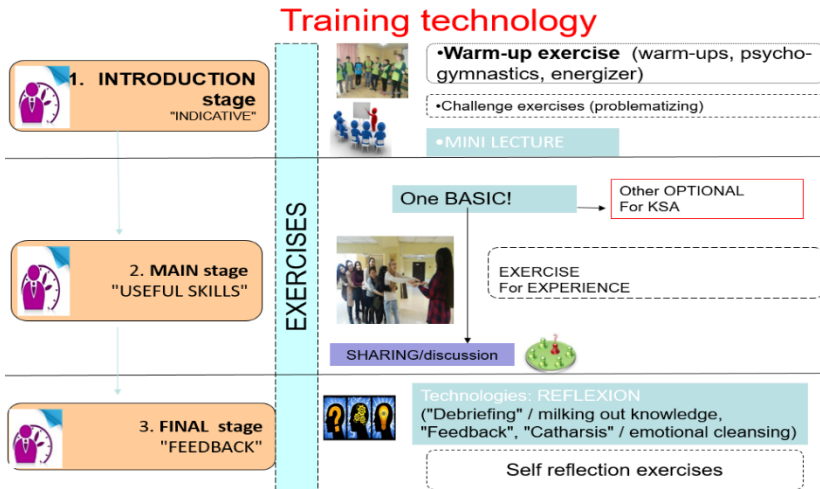 Training technology
1. INTRODUCTION
stage
"INDICATIVE"
EXERCISES
•Warm-up exercise (warm-ups, psycho-
gymnastics, energizer)
•Challenge exercises (problematizing)
•MINI LECTURE
2. MAIN stage
"USEFUL SKILLS"
One BASIC!
Other OPTIONAL
For KSA
EXERCISE
For EXPERIENCE
SHARING/discussion
3. FINAL stage
"FEEDBACK"
Technologies: REFLEXION
("Debriefing" / milking out knowledge,
"Feedback", "Catharsis" / emotional cleansing)
Self reflection exercises